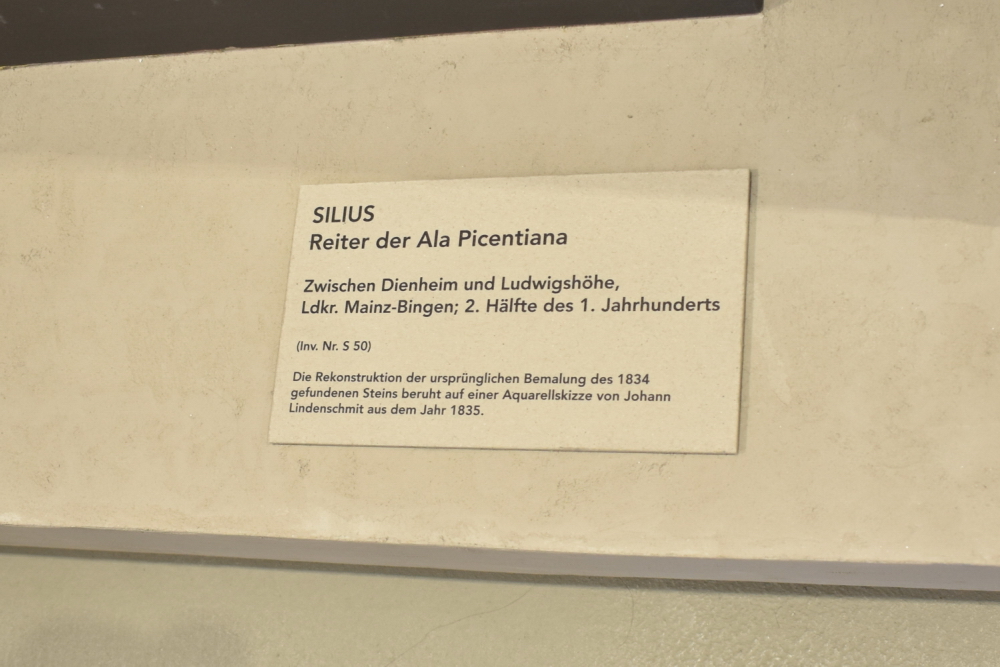 SILIUS
Reiter der Ala Picentiana
Zwischen Dienheim und Ludwigshöhe,
Ldkr. Mainz-Bingen; 2. Hälfte des 1. Jahrhunderts
(Inv. Nr. S 50)
Die Rekonstruktion der ursprünglichen Bemalung des 1834
gefundenen Steins beruht auf einer Aquarellskizze von Johann
Lindenschmit aus dem Jahr 1835.